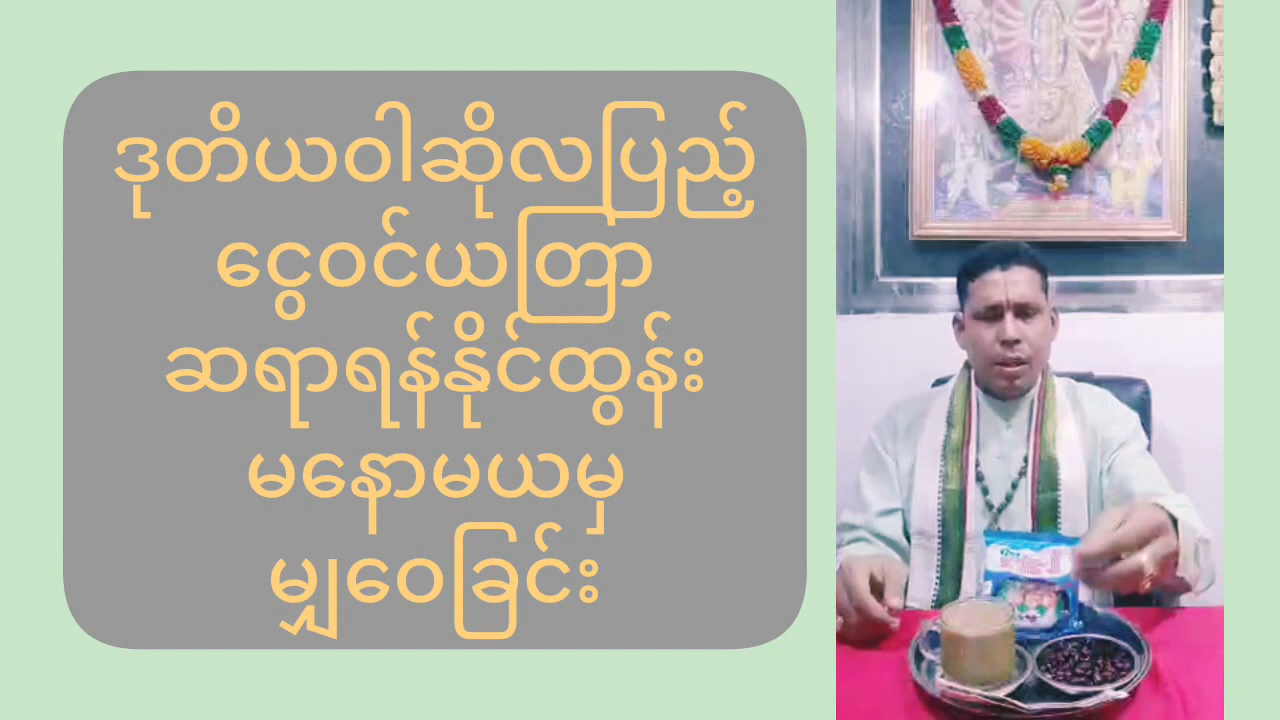 ဒုတိယဝါဆိုလပြည့်
ငွေဝင်ယတြာ
ဆရာရန်နိုင်ထွန်း
မနောမယမှ
မျှဝေခြင်း